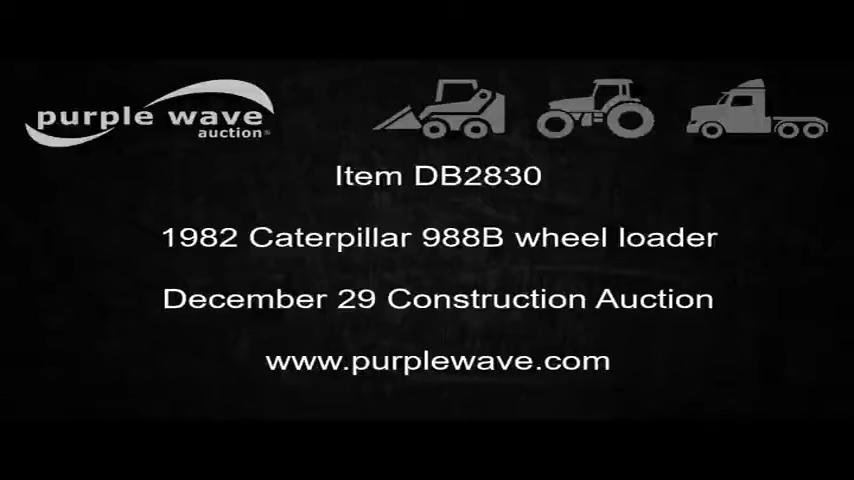 purple wave
auction®
Item DB2830
1982 Caterpillar 988B wheel loader
December 29 Construction Auction
www.purplewave.com